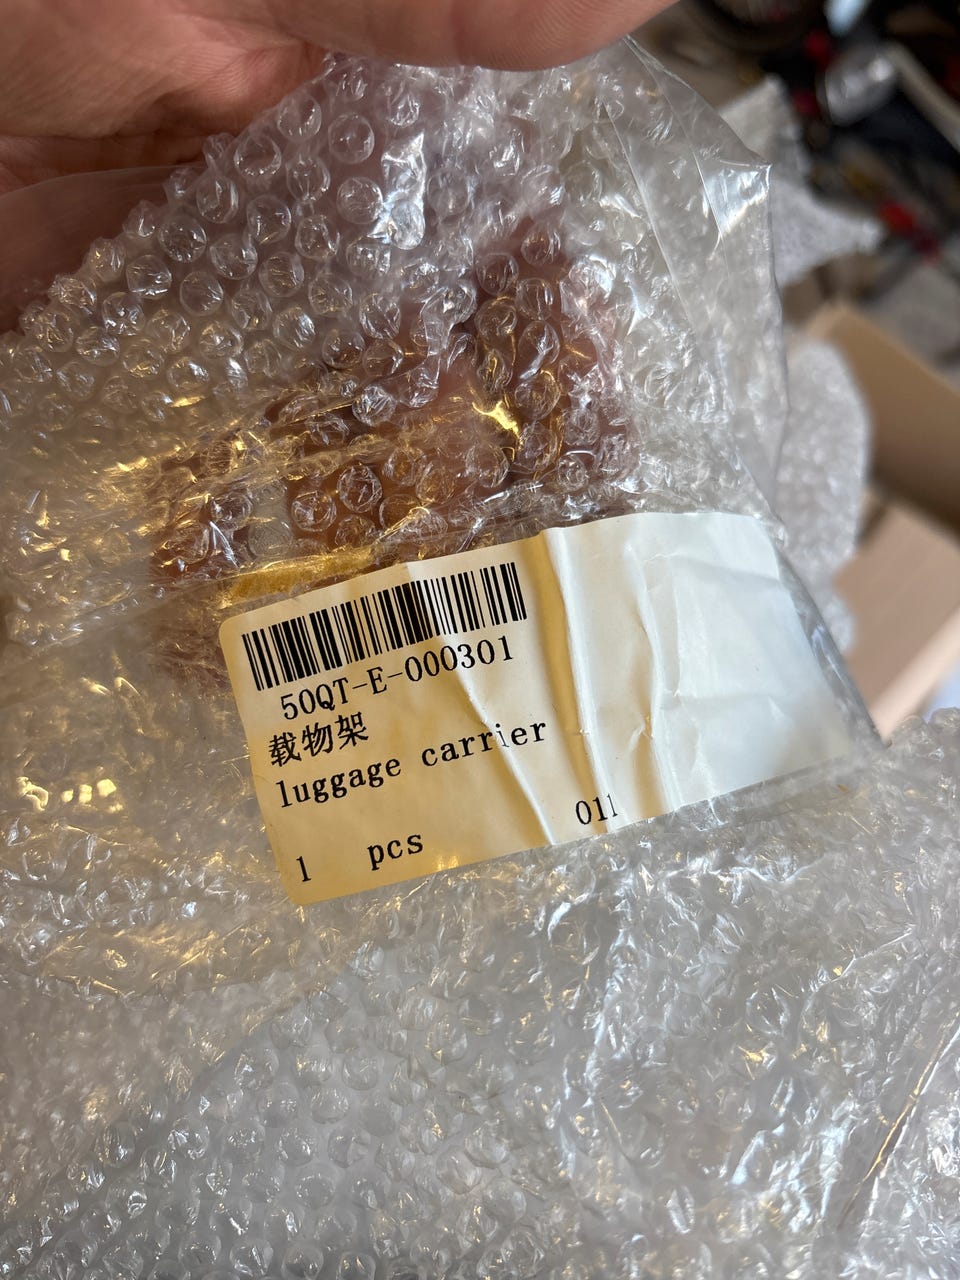 50QT-E-000301
载物架
luggage carrier
1 pcs 011